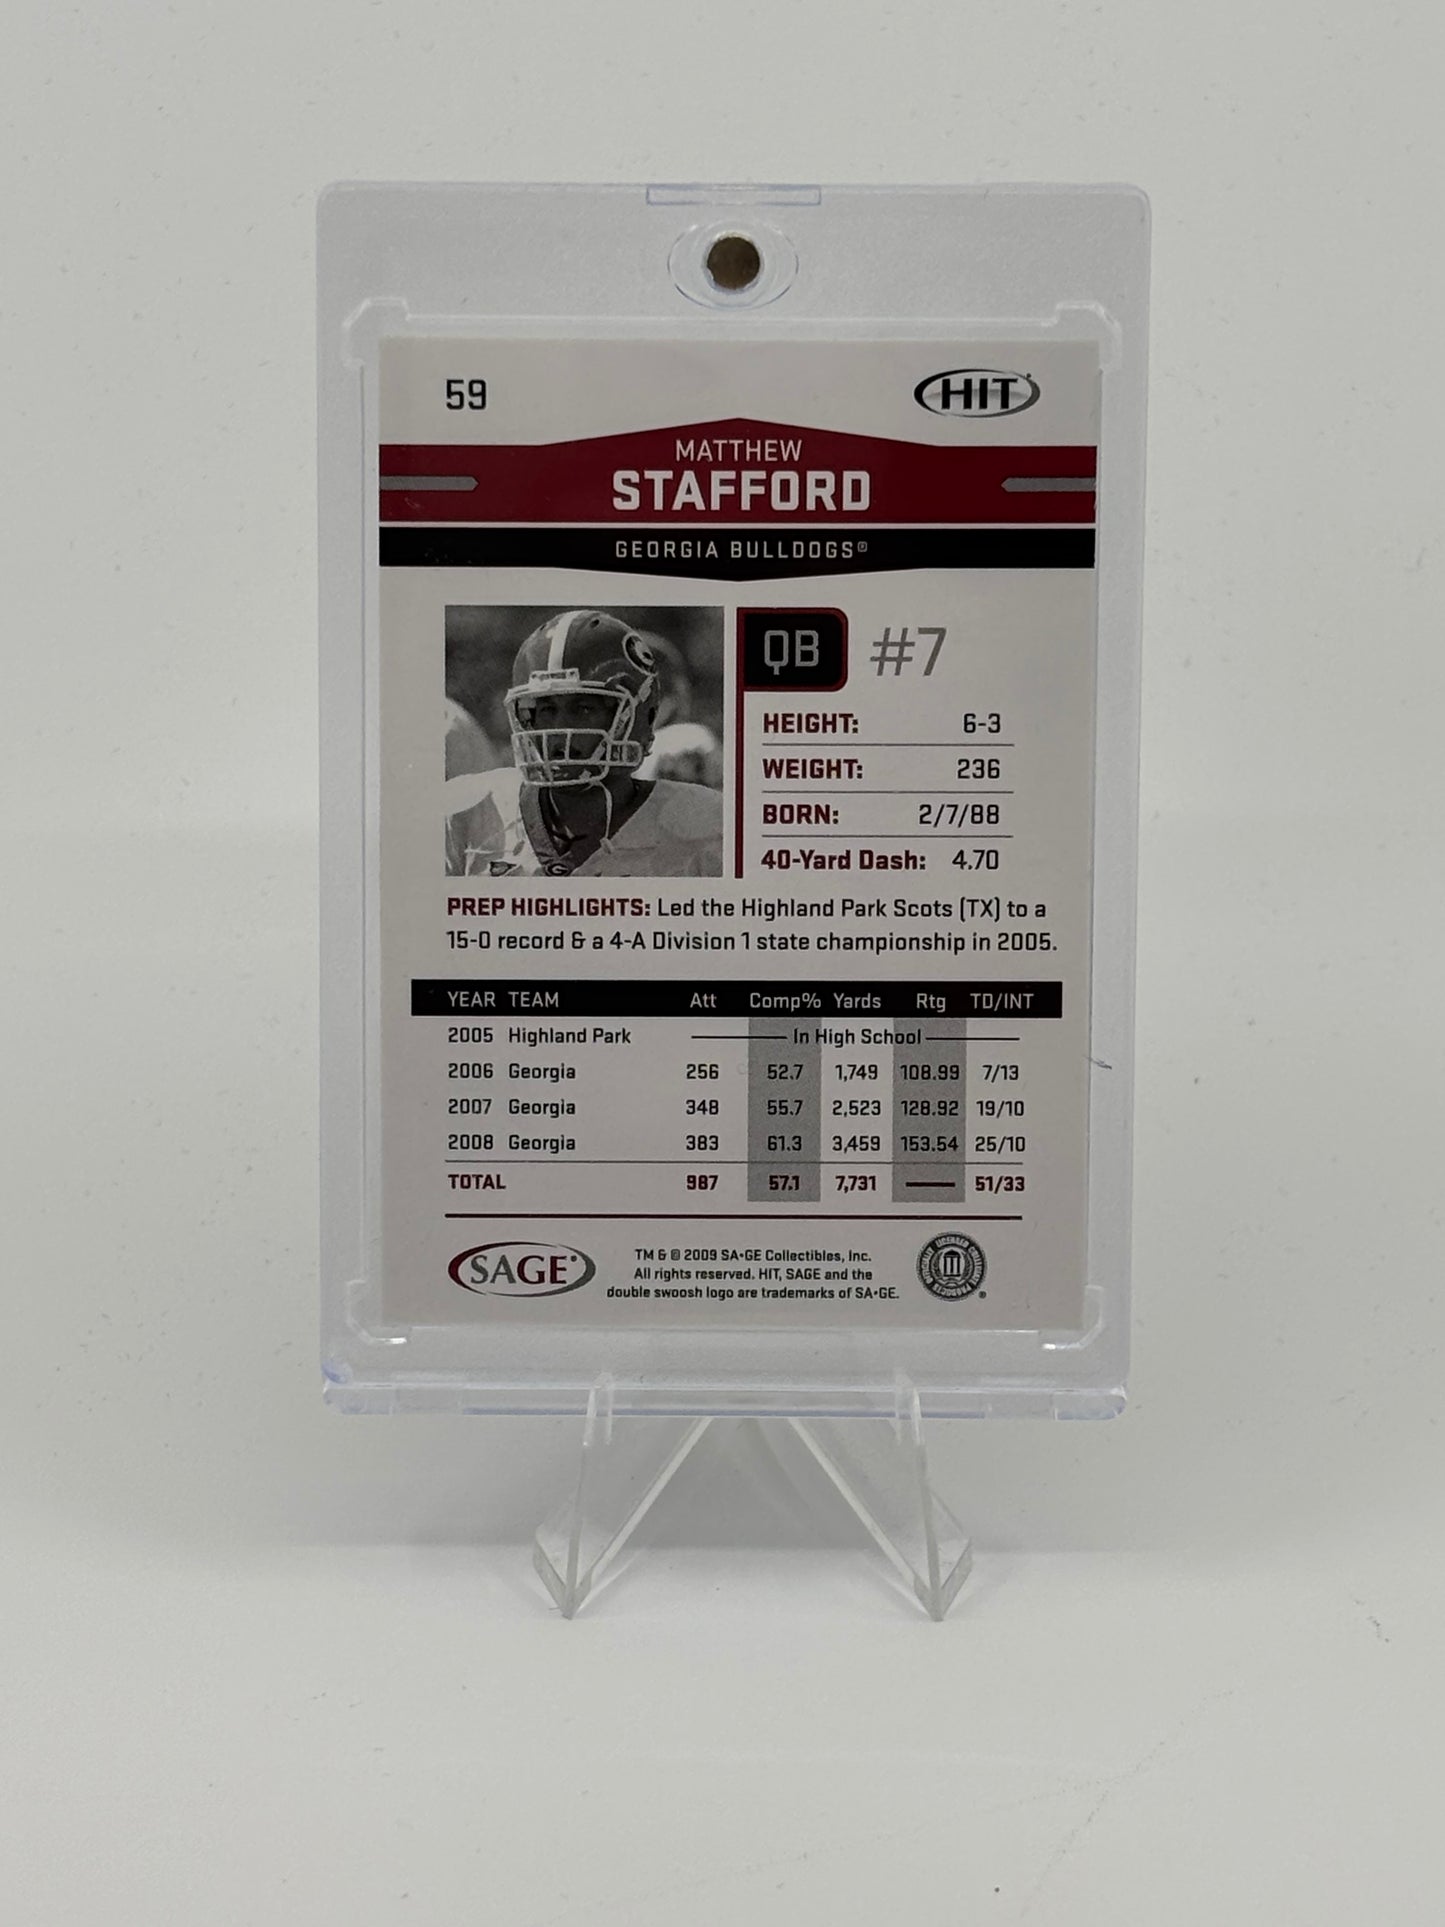 59
HIT
MATTHEW
STAFFORD
GEORGIA BULLDOGS®
QB #7
HEIGHT: 6-3
WEIGHT: 236
BORN: 2/7/88
40-Yard Dash: 4.70
PREP HIGHLIGHTS: Led the Highland Park Scots (TX) to a
15-0 record & a 4-A Division 1 state championship in 2005.
YEAR TEAM Att Comp% Yards Rtg TD/INT
2005 Highland Park In High School
2006 Georgia 256 52.7 1,749 108.99 7/13
2007 Georgia 348 55.7 2,523 128.92 19/10
2008 Georgia 383 61.3 3,459 153.54 25/10
TOTAL 987 57.1 7,731 —— 51/33
SAGE
TM & © 2009 SA•GE Collectibles, Inc.
All rights reserved. HIT, SAGE and the
double swoosh logo are trademarks of SA•GE.